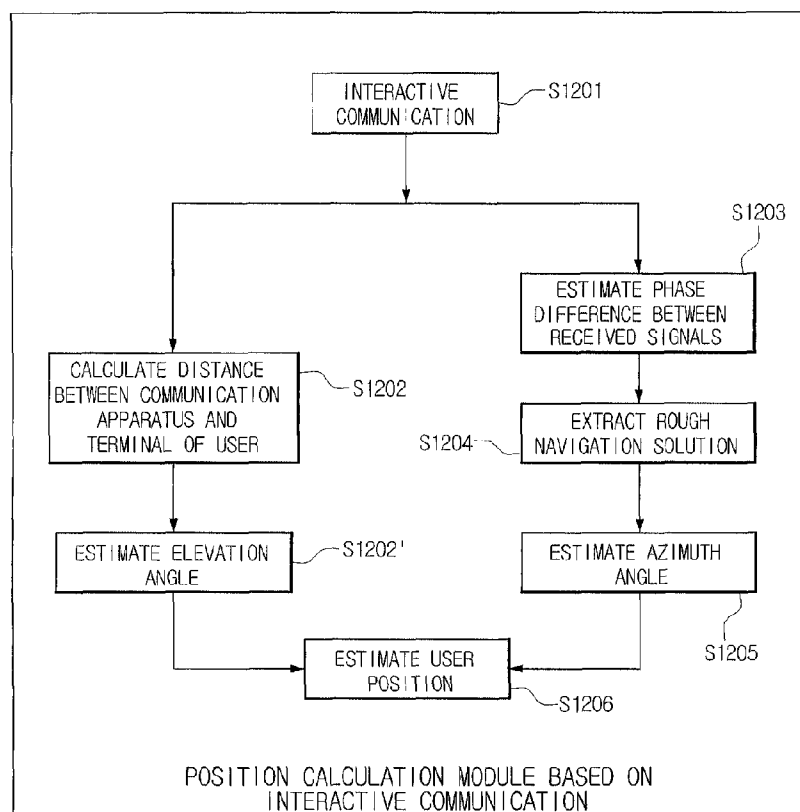 INTERACTIVE
COMMUNICATION
S1201
S1203
ESTIMATE PHASE
DIFFERENCE BETWEEN
RECEIVED SIGNALS
CALCULATE DISTANCE
BETWEEN COMMUNICATION
APPARATUS AND
TERMINAL OF USER
S1202
EXTRACT ROUGH
NAVIGATION SOLUTION
S1204
ESTIMATE ELEVATION
ANGLE
S1202'
ESTIMATE AZIMUTH
ANGLE
S1205
ESTIMATE USER
POSITION
S1206
POSITION CALCULATION MODULE BASED ON
INTERACTIVE COMMUNICATION